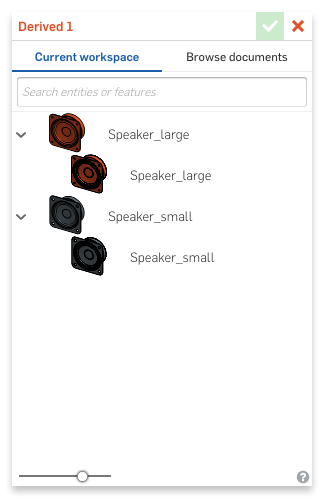 Derived 1
Current workspace Browse documents
Search entities or features
Speaker_large
Speaker_large
Speaker_small
Speaker_small
?